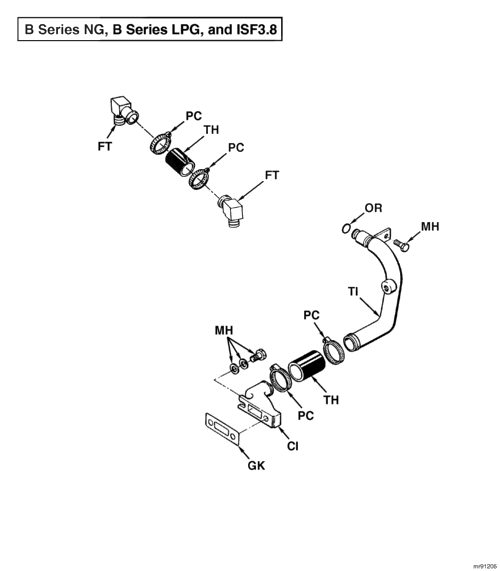 B Series NG, B Series LPG, and ISF3.8
PC
TH
FT
PC
FT
OR
MH
TI
PC
MH
TH
PC
CI
GK
mr91206